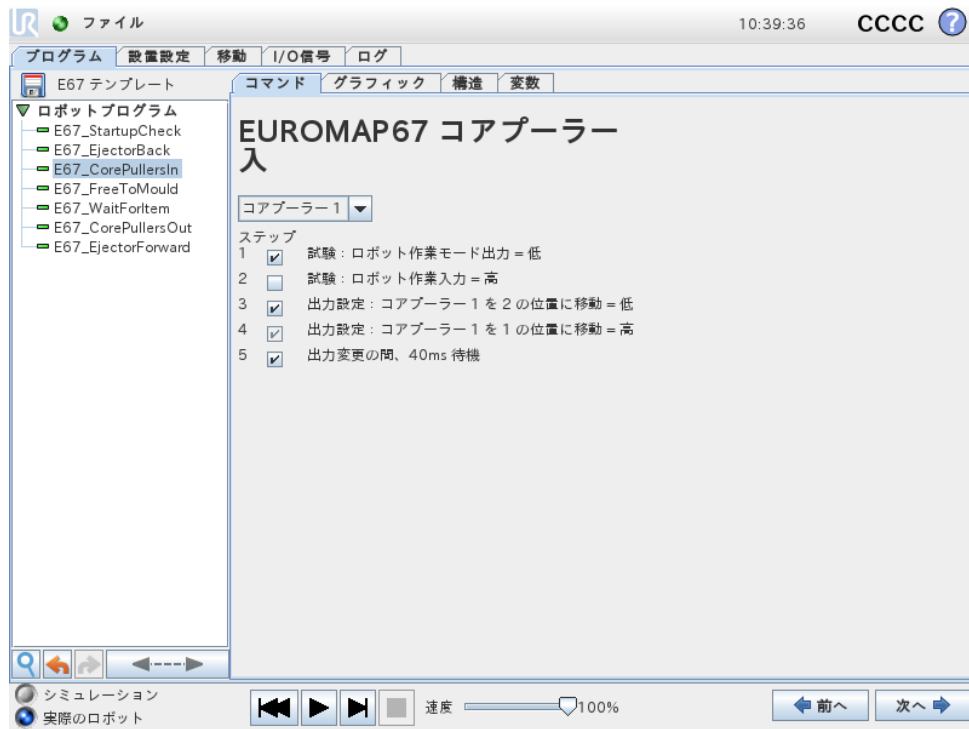 UR ファイル 10:39:36 CCCC ?
プログラム 設置設定 移動 I/O信号 ログ
E67 テンプレート
コマンド グラフィック 構造 変数
ロボットプログラム
E67_StartupCheck
E67_EjectorBack
E67_CorePullersIn
E67_FreeToMould
E67_WaitForItem
E67_CorePullersOut
E67_EjectorForward
EUROMAP67 コアプーラー
入
コアプーラー 1
ステップ
1 試験：ロボット作業モード出力 = 低
2 試験：ロボット作業入力 = 高
3 出力設定：コアプーラー 1 を 2 の位置に移動 = 低
4 出力設定：コアプーラー 1 を 1 の位置に移動 = 高
5 出力変更の間、40ms 待機
シミュレーション
実際のロボット
速度 100%
前へ 次へ